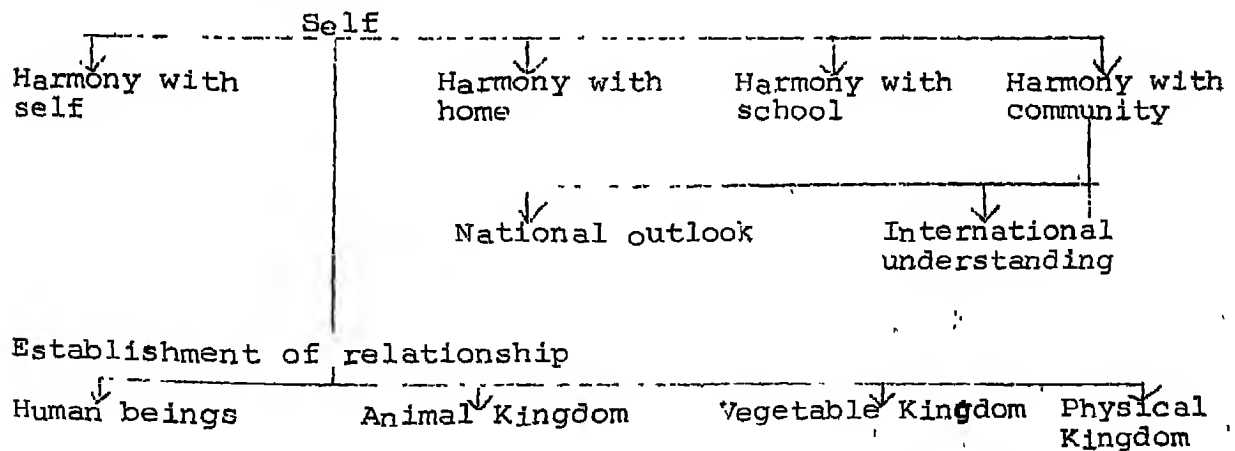 Self
Harmony with self
Harmony with home
Harmony with school
Harmony with community
National outlook
International understanding
Establishment of relationship
Human beings
Animal Kingdom
Vegetable Kingdom
Physical Kingdom